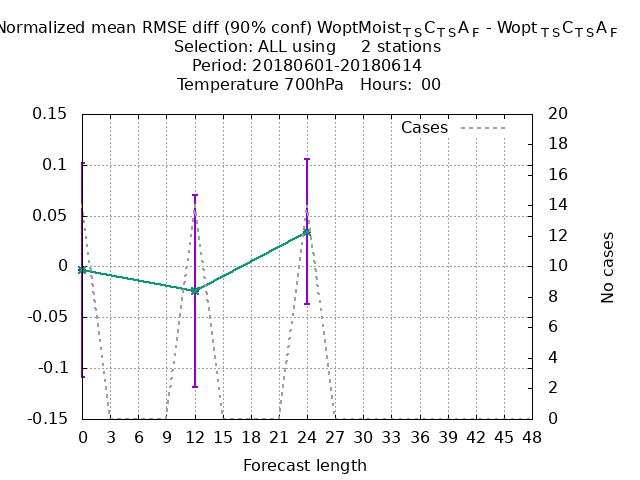 Normalized mean RMSE diff (90% conf) WoptMoist_TSC_TSA_F - Wopt_TSC_TSA_F
Selection: ALL using 2 stations
Period: 20180601-20180614
Temperature 700hPa Hours: 00
Cases
0.15
0.1
0.05
0
-0.05
-0.1
-0.15
20
18
16
14
12
10
8
6
4
2
0
No cases
0 3 6 9 12 15 18 21 24 27 30 33 36 39 42 45 48
Forecast length